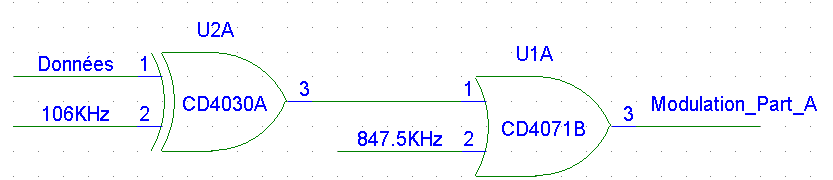 U2A
Données 1
CD4030A
3
106KHz 2
U1A
1
CD4071B
3
Modulation_Part_A
847.5KHz 2